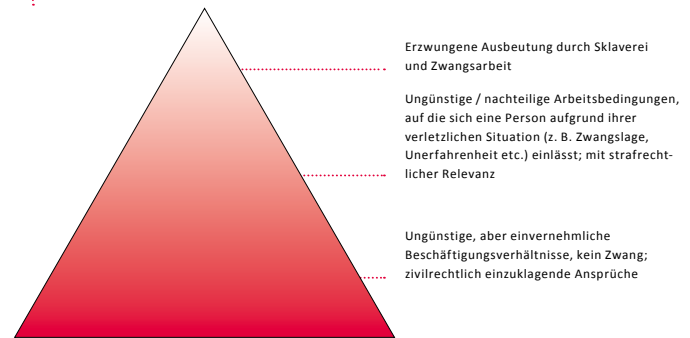 Erzwungene Ausbeutung durch Sklaverei
und Zwangsarbeit
Ungünstige / nachteilige Arbeitsbedingungen,
auf die sich eine Person aufgrund ihrer
verletzlichen Situation (z. B. Zwangslage,
Unerfahrenheit etc.) einlässt; mit strafrecht-
licher Relevanz
Ungünstige, aber einvernehmliche
Beschäftigungsverhältnisse, kein Zwang;
zivilrechtlich einzuklagende Ansprüche